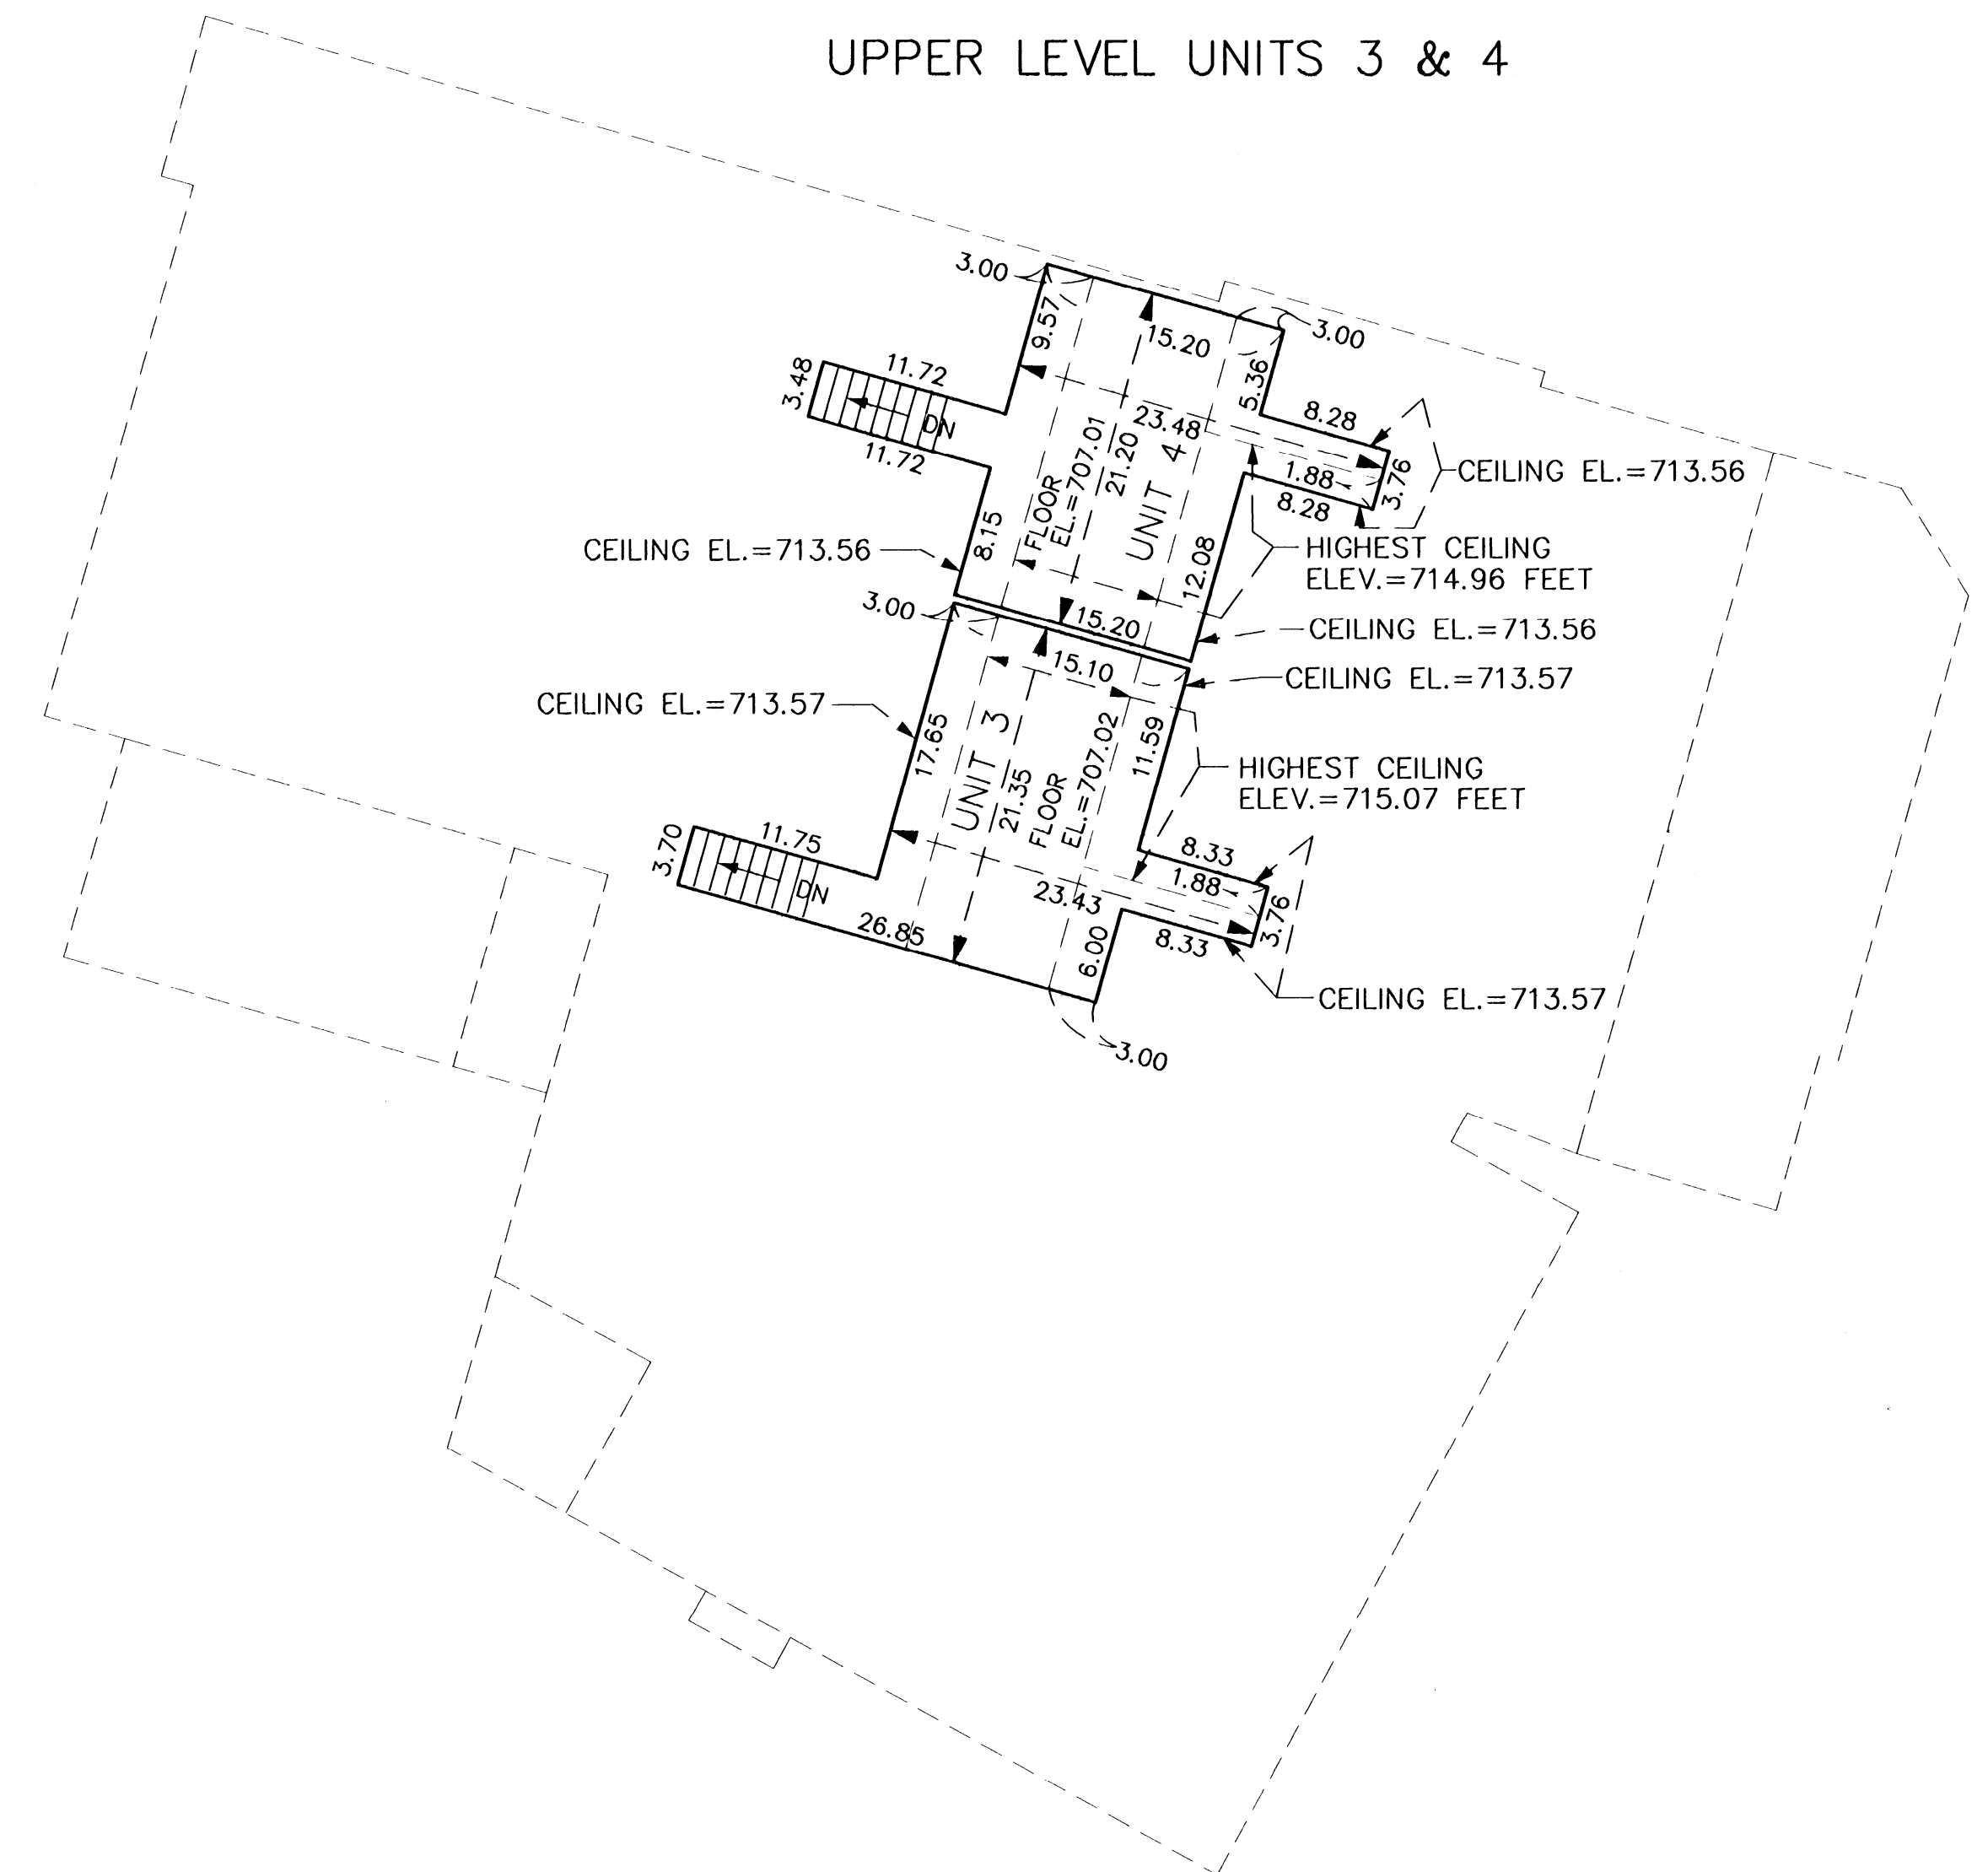 UPPER LEVEL UNITS 3 & 4
3.00
9.57
15.20
3.00
3.48
11.72
DN
11.72
5.36
8.28
23.48
1.88
3.76
8.28
CEILING EL.=713.56
FLOOR
EL.=707.01
21.20
UNIT 4
8.15
12.08
CEILING EL.=713.56
HIGHEST CEILING
ELEV.=714.96 FEET
3.00
15.20
CEILING EL.=713.56
15.10
CEILING EL.=713.57
CEILING EL.=713.57
17.65
UNIT 3
21.35
FLOOR
EL.=707.02
11.59
HIGHEST CEILING
ELEV.=715.07 FEET
3.70
11.75
DN
26.85
8.33
1.88
23.43
3.76
6.00
8.33
CEILING EL.=713.57
3.00